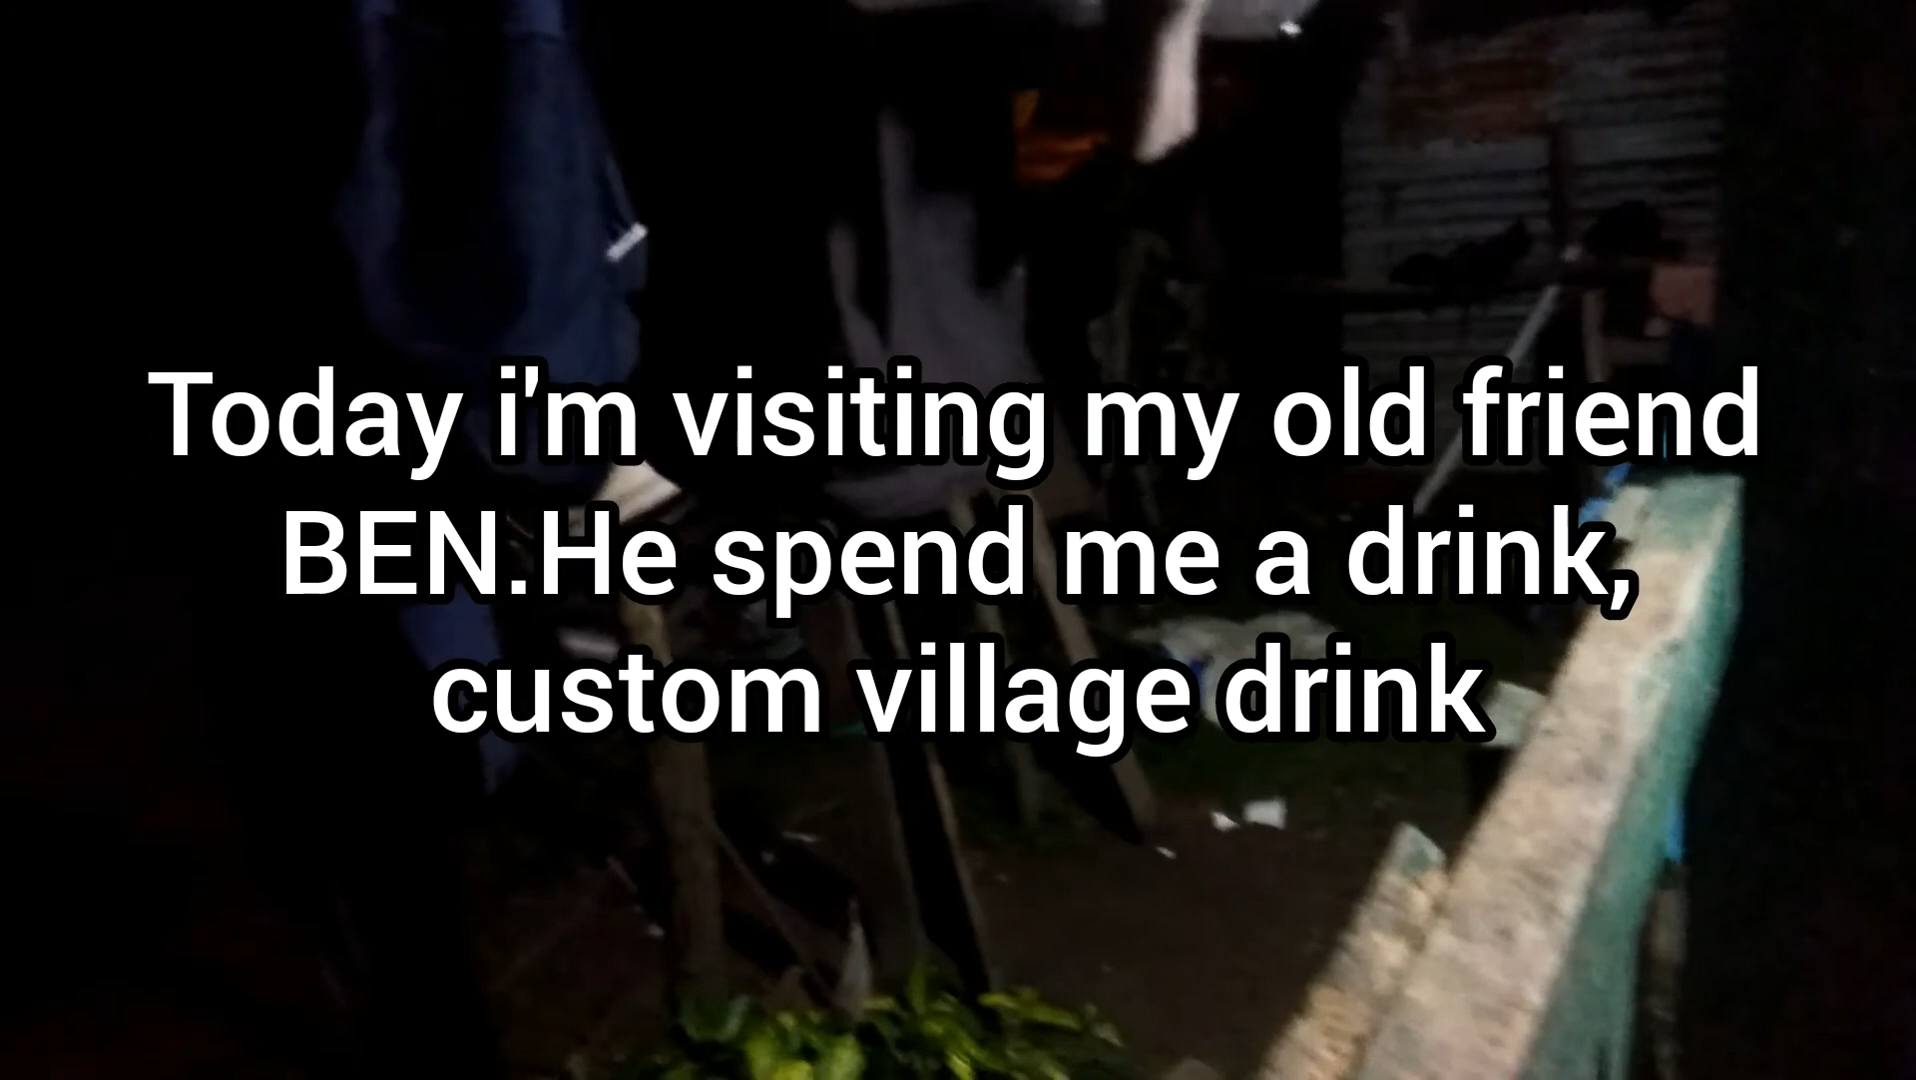 Today i'm visiting my old friend
BEN.He spend me a drink,
custom village drink